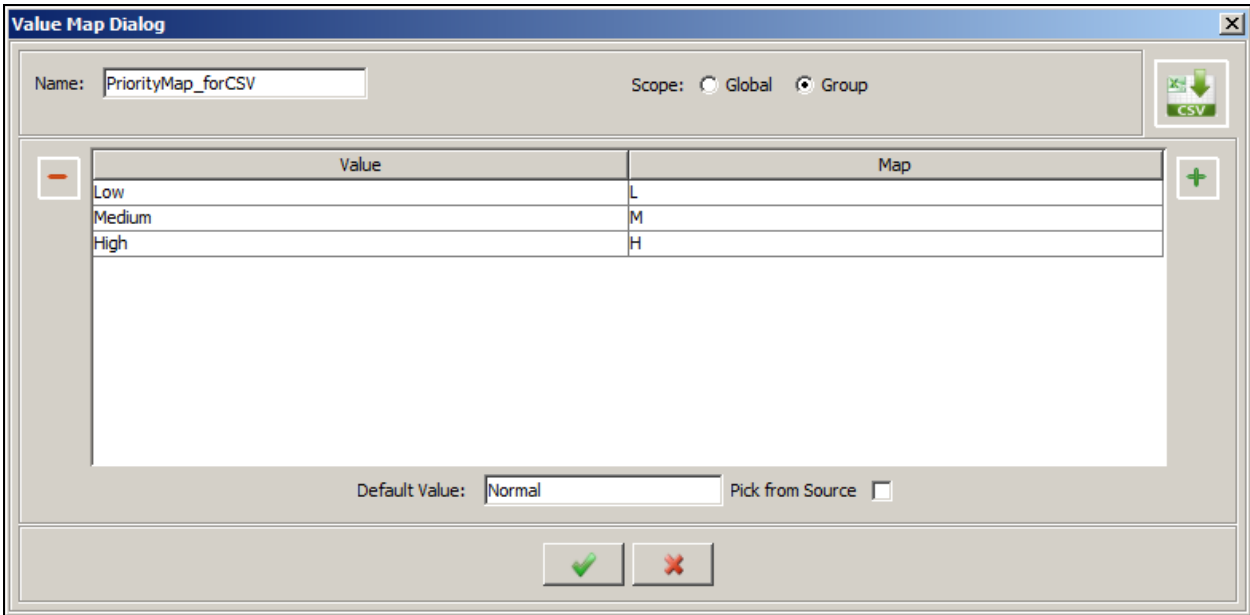 Value Map Dialog
Name: PriorityMap_forCSV Scope: Global Group
CSV
Value Map
Low L
Medium M
High H
Default Value: Normal Pick from Source